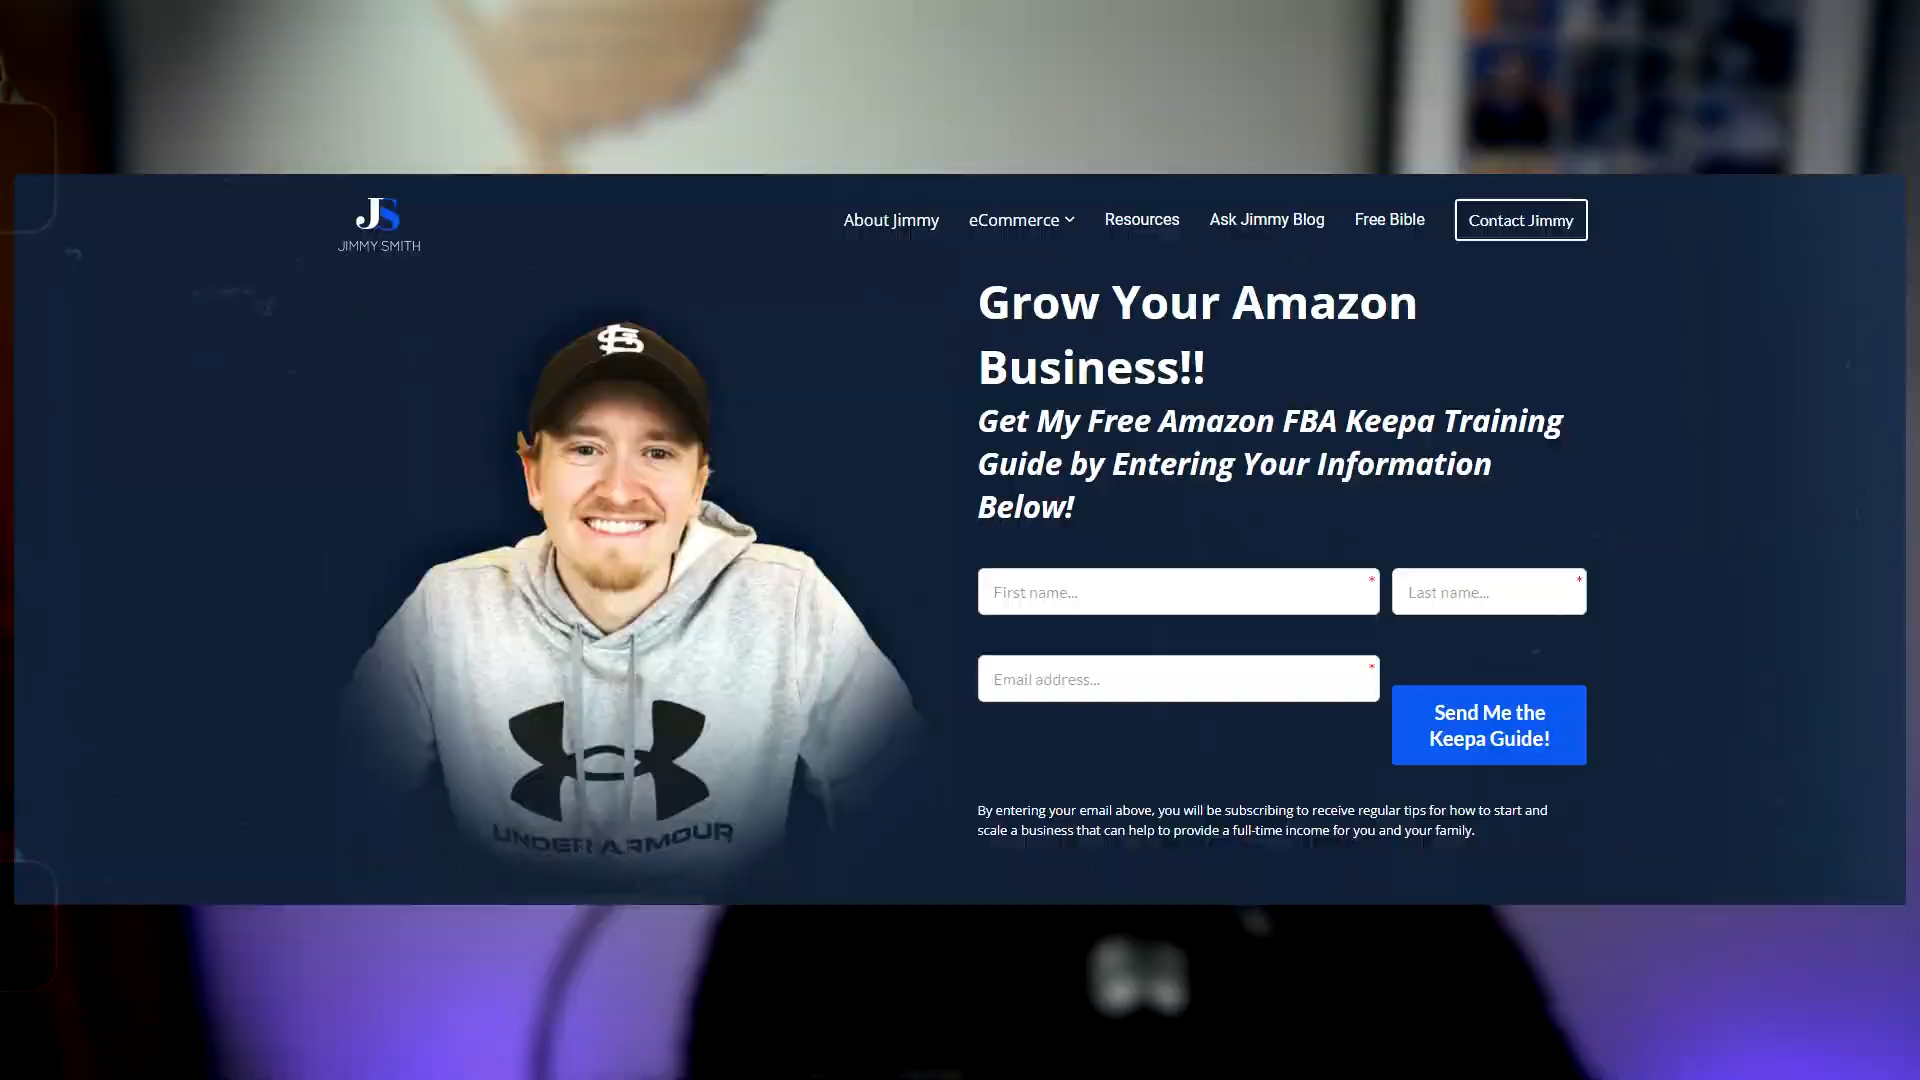 JS
JIMMY SMITH
About Jimmy
eCommerce
Resources
Ask Jimmy Blog
Free Bible
Contact Jimmy
Grow Your Amazon
Business!!
Get My Free Amazon FBA Keepa Training
Guide by Entering Your Information
Below!
First name... *
Last name... *
Email address... *
Send Me the
Keepa Guide!
By entering your email above, you will be subscribing to receive regular tips for how to start and
scale a business that can help to provide a full-time income for you and your family.
STL
UNDER ARMOUR